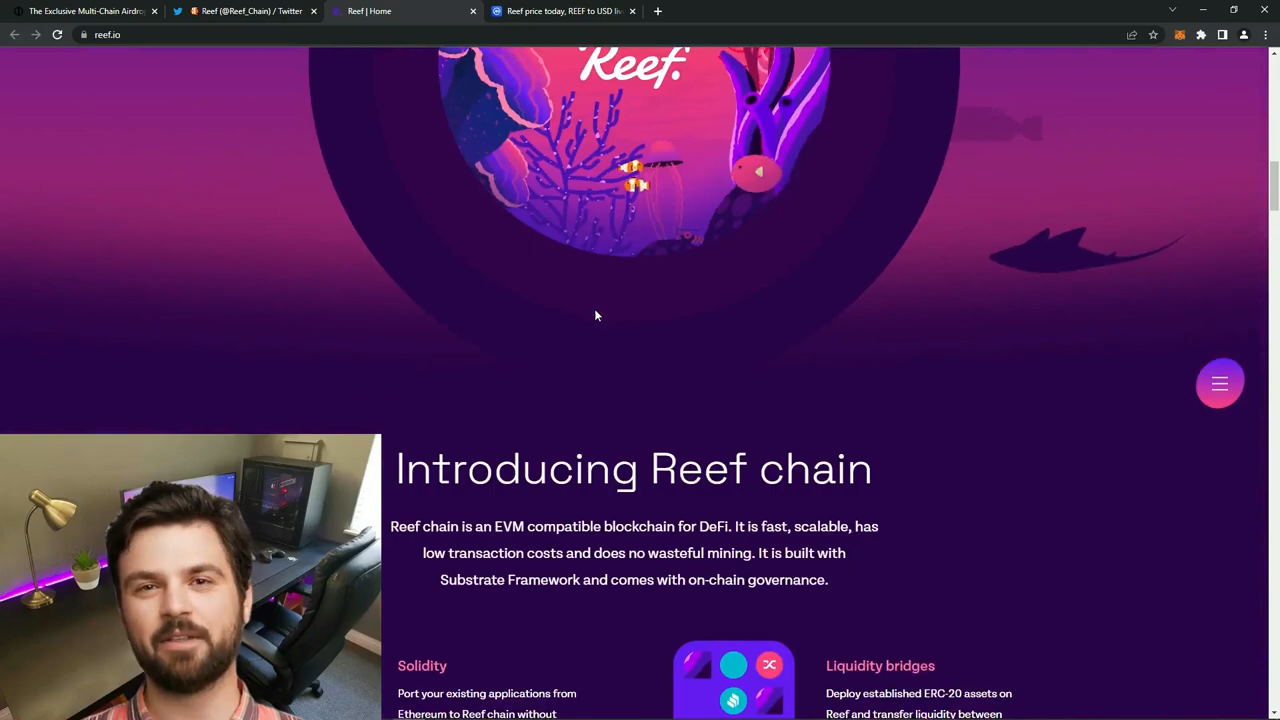 The Exclusive Multi-Chain Airdrop
Reef (@Reef_Chain) / Twitter
Reef | Home
Reef price today, REEF to USD liv
reef.io
Reef.
Introducing Reef chain
Reef chain is an EVM compatible blockchain for DeFi. It is fast, scalable, has
low transaction costs and does no wasteful mining. It is built with
Substrate Framework and comes with on-chain governance.
Solidity
Port your existing applications from
Ethereum to Reef chain without
Liquidity bridges
Deploy established ERC-20 assets on
Reef and transfer liquidity between